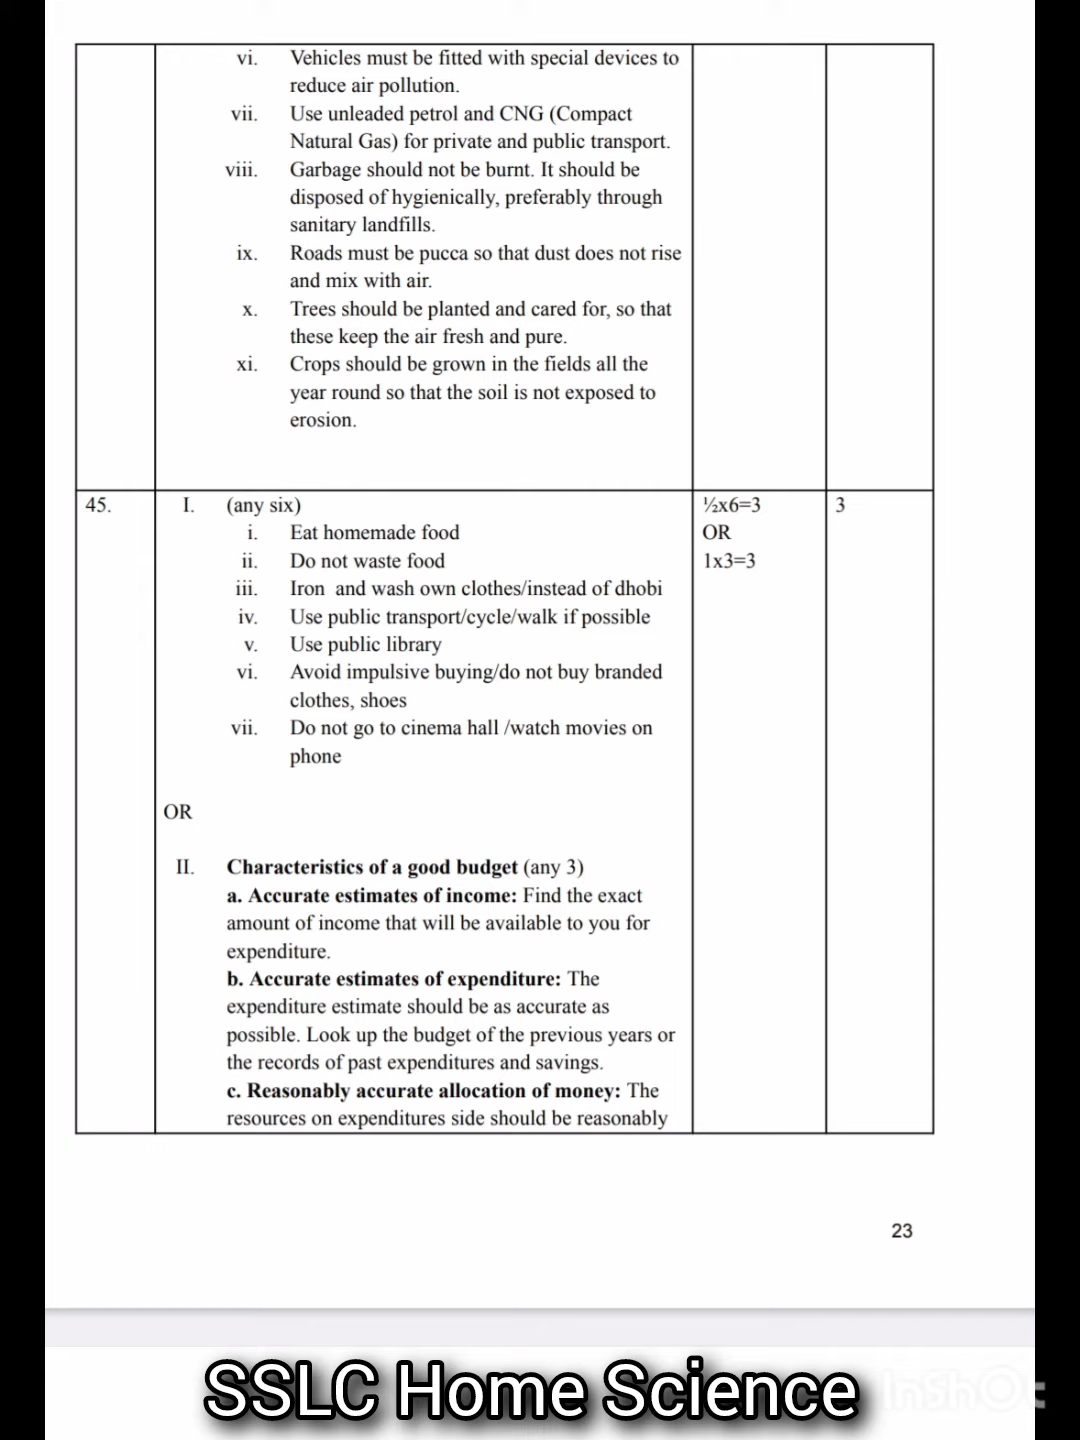 vi. Vehicles must be fitted with special devices to
reduce air pollution.
vii. Use unleaded petrol and CNG (Compact
Natural Gas) for private and public transport.
viii. Garbage should not be burnt. It should be
disposed of hygienically, preferably through
sanitary landfills.
ix. Roads must be pucca so that dust does not rise
and mix with air.
x. Trees should be planted and cared for, so that
these keep the air fresh and pure.
xi. Crops should be grown in the fields all the
year round so that the soil is not exposed to
erosion.
45. I. (any six) ½x6=3 3
i. Eat homemade food OR
ii. Do not waste food 1x3=3
iii. Iron and wash own clothes/instead of dhobi
iv. Use public transport/cycle/walk if possible
v. Use public library
vi. Avoid impulsive buying/do not buy branded
clothes, shoes
vii. Do not go to cinema hall /watch movies on
phone
OR
II. Characteristics of a good budget (any 3)
a. Accurate estimates of income: Find the exact
amount of income that will be available to you for
expenditure.
b. Accurate estimates of expenditure: The
expenditure estimate should be as accurate as
possible. Look up the budget of the previous years or
the records of past expenditures and savings.
c. Reasonably accurate allocation of money: The
resources on expenditures side should be reasonably
23
SSLC Home Science
InShOt